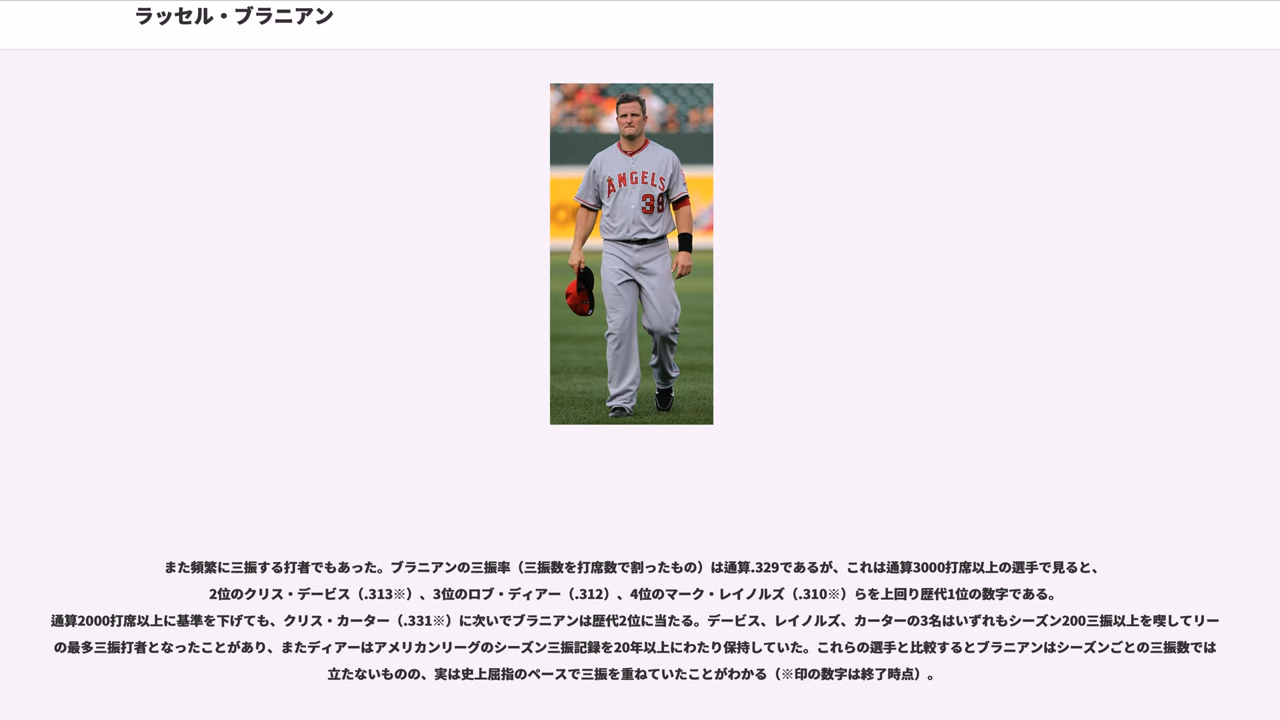 ラッセル・ブラニアン
ANGELS
39
また頻繁に三振する打者でもあった。ブラニアンの三振率（三振数を打席数で割ったもの）は通算.329であるが、これは通算3000打席以上の選手で見ると、
2位のクリス・デービス（.313※）、3位のロブ・ディアー（.312）、4位のマーク・レイノルズ（.310※）らを上回り歴代1位の数字である。
通算2000打席以上に基準を下げても、クリス・カーター（.331※）に次いでブラニアンは歴代2位に当たる。デービス、レイノルズ、カーターの3名はいずれもシーズン200三振以上を喫してリー
の最多三振打者となったことがあり、またディアーはアメリカンリーグのシーズン三振記録を20年以上にわたり保持していた。これらの選手と比較するとブラニアンはシーズンごとの三振数では
立たないものの、実は史上屈指のペースで三振を重ねていたことがわかる（※印の数字は終了時点）。